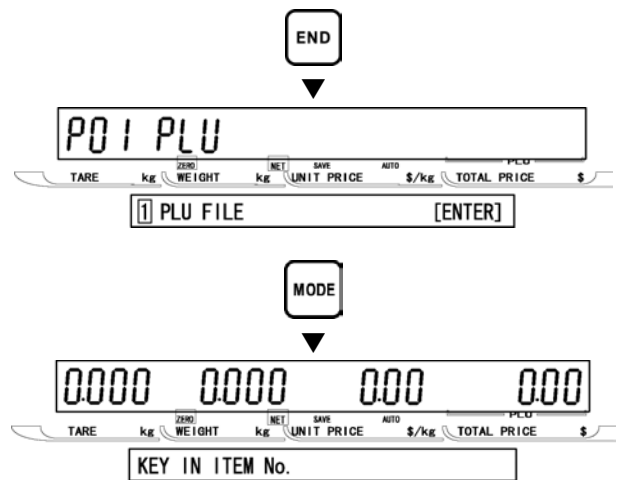 END
P01 PLU
ZERO NET SAVE AUTO PLU
TARE kg WEIGHT kg UNIT PRICE $/kg TOTAL PRICE $
1 PLU FILE [ENTER]
MODE
0.000 0.000 0.00 0.00
ZERO NET SAVE AUTO PLU
TARE kg WEIGHT kg UNIT PRICE $/kg TOTAL PRICE $
KEY IN ITEM No.